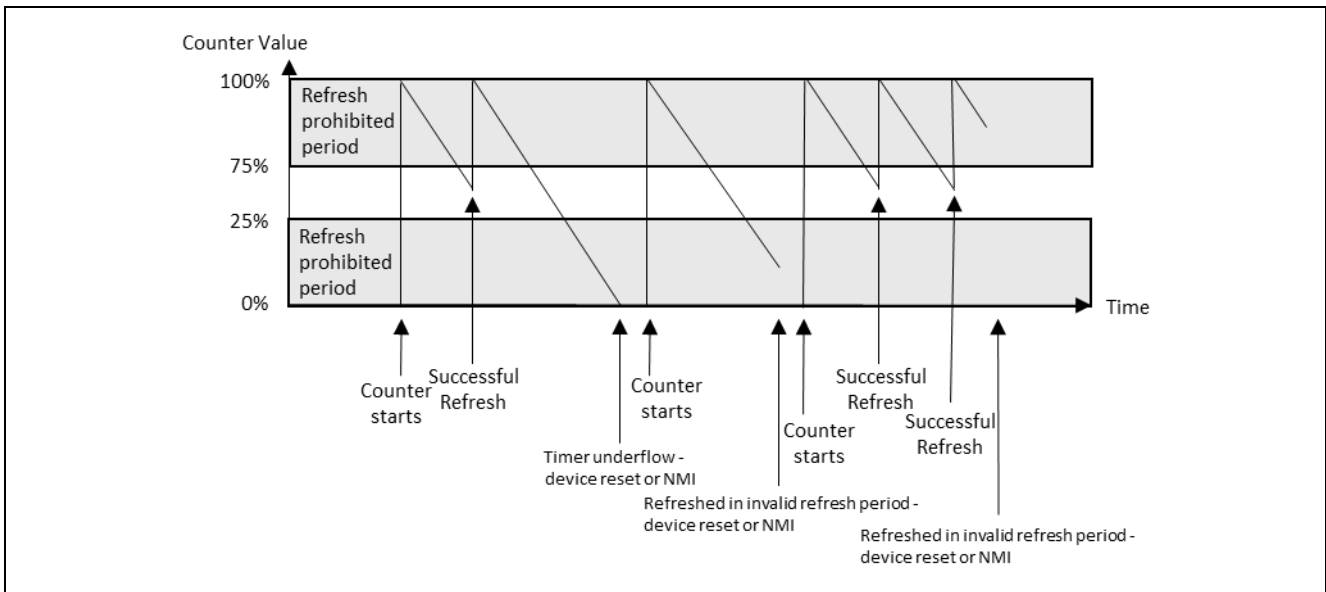 Counter Value
100%
Refresh
prohibited
period
75%
25%
Refresh
prohibited
period
0%
Time
Counter
starts
Successful
Refresh
Timer underflow -
device reset or NMI
Counter
starts
Refreshed in invalid refresh period -
device reset or NMI
Counter
starts
Successful
Refresh
Successful
Refresh
Refreshed in invalid refresh period -
device reset or NMI